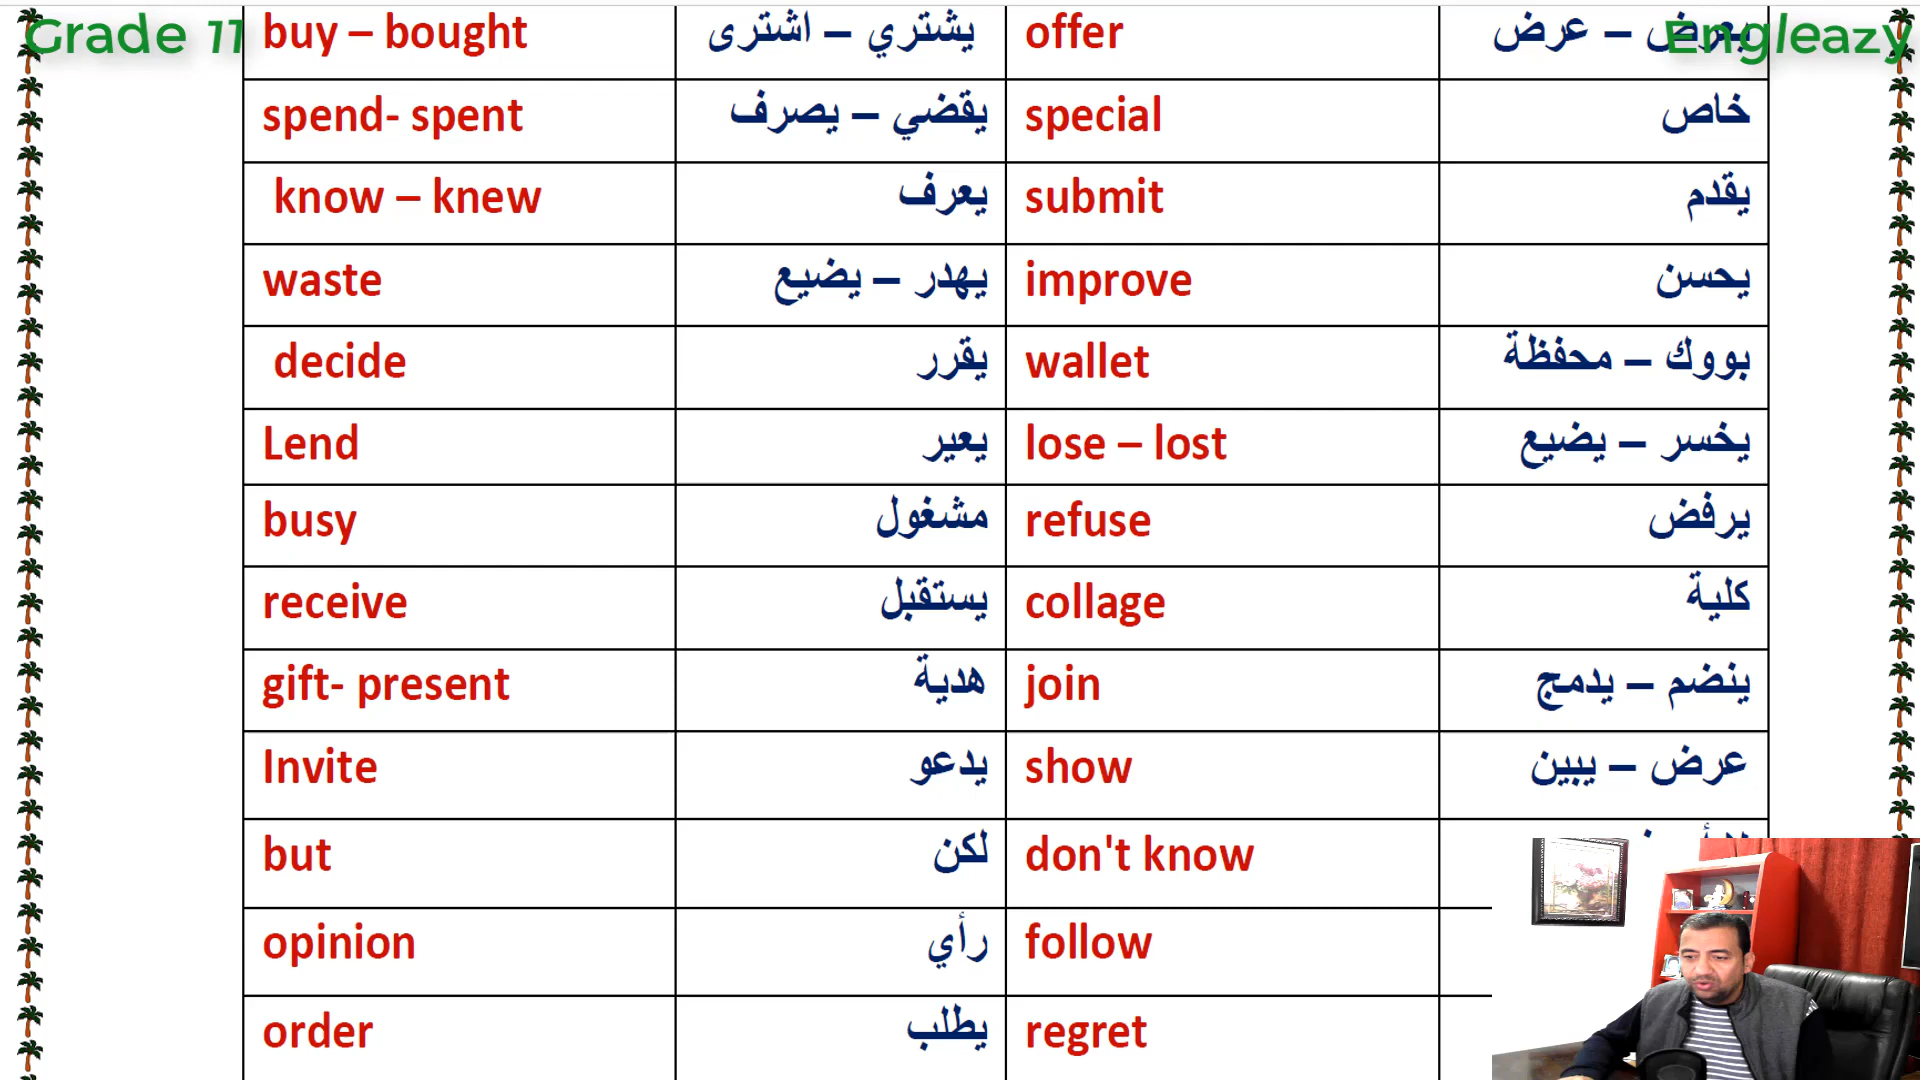 Grade 11
Engleazy
buy – bought يشتري – اشترى offer يعرض – عرض
spend- spent يقضي – يصرف special خاص
know – knew يعرف submit يقدم
waste يهدر – يضيع improve يحسن
decide يقرر wallet بووك – محفظة
Lend يعير lose – lost يخسر – يضيع
busy مشغول refuse يرفض
receive يستقبل collage كلية
gift- present هدية join ينضم – يدمج
Invite يدعو show عرض – يبين
but لكن don't know
opinion رأي follow
order يطلب regret